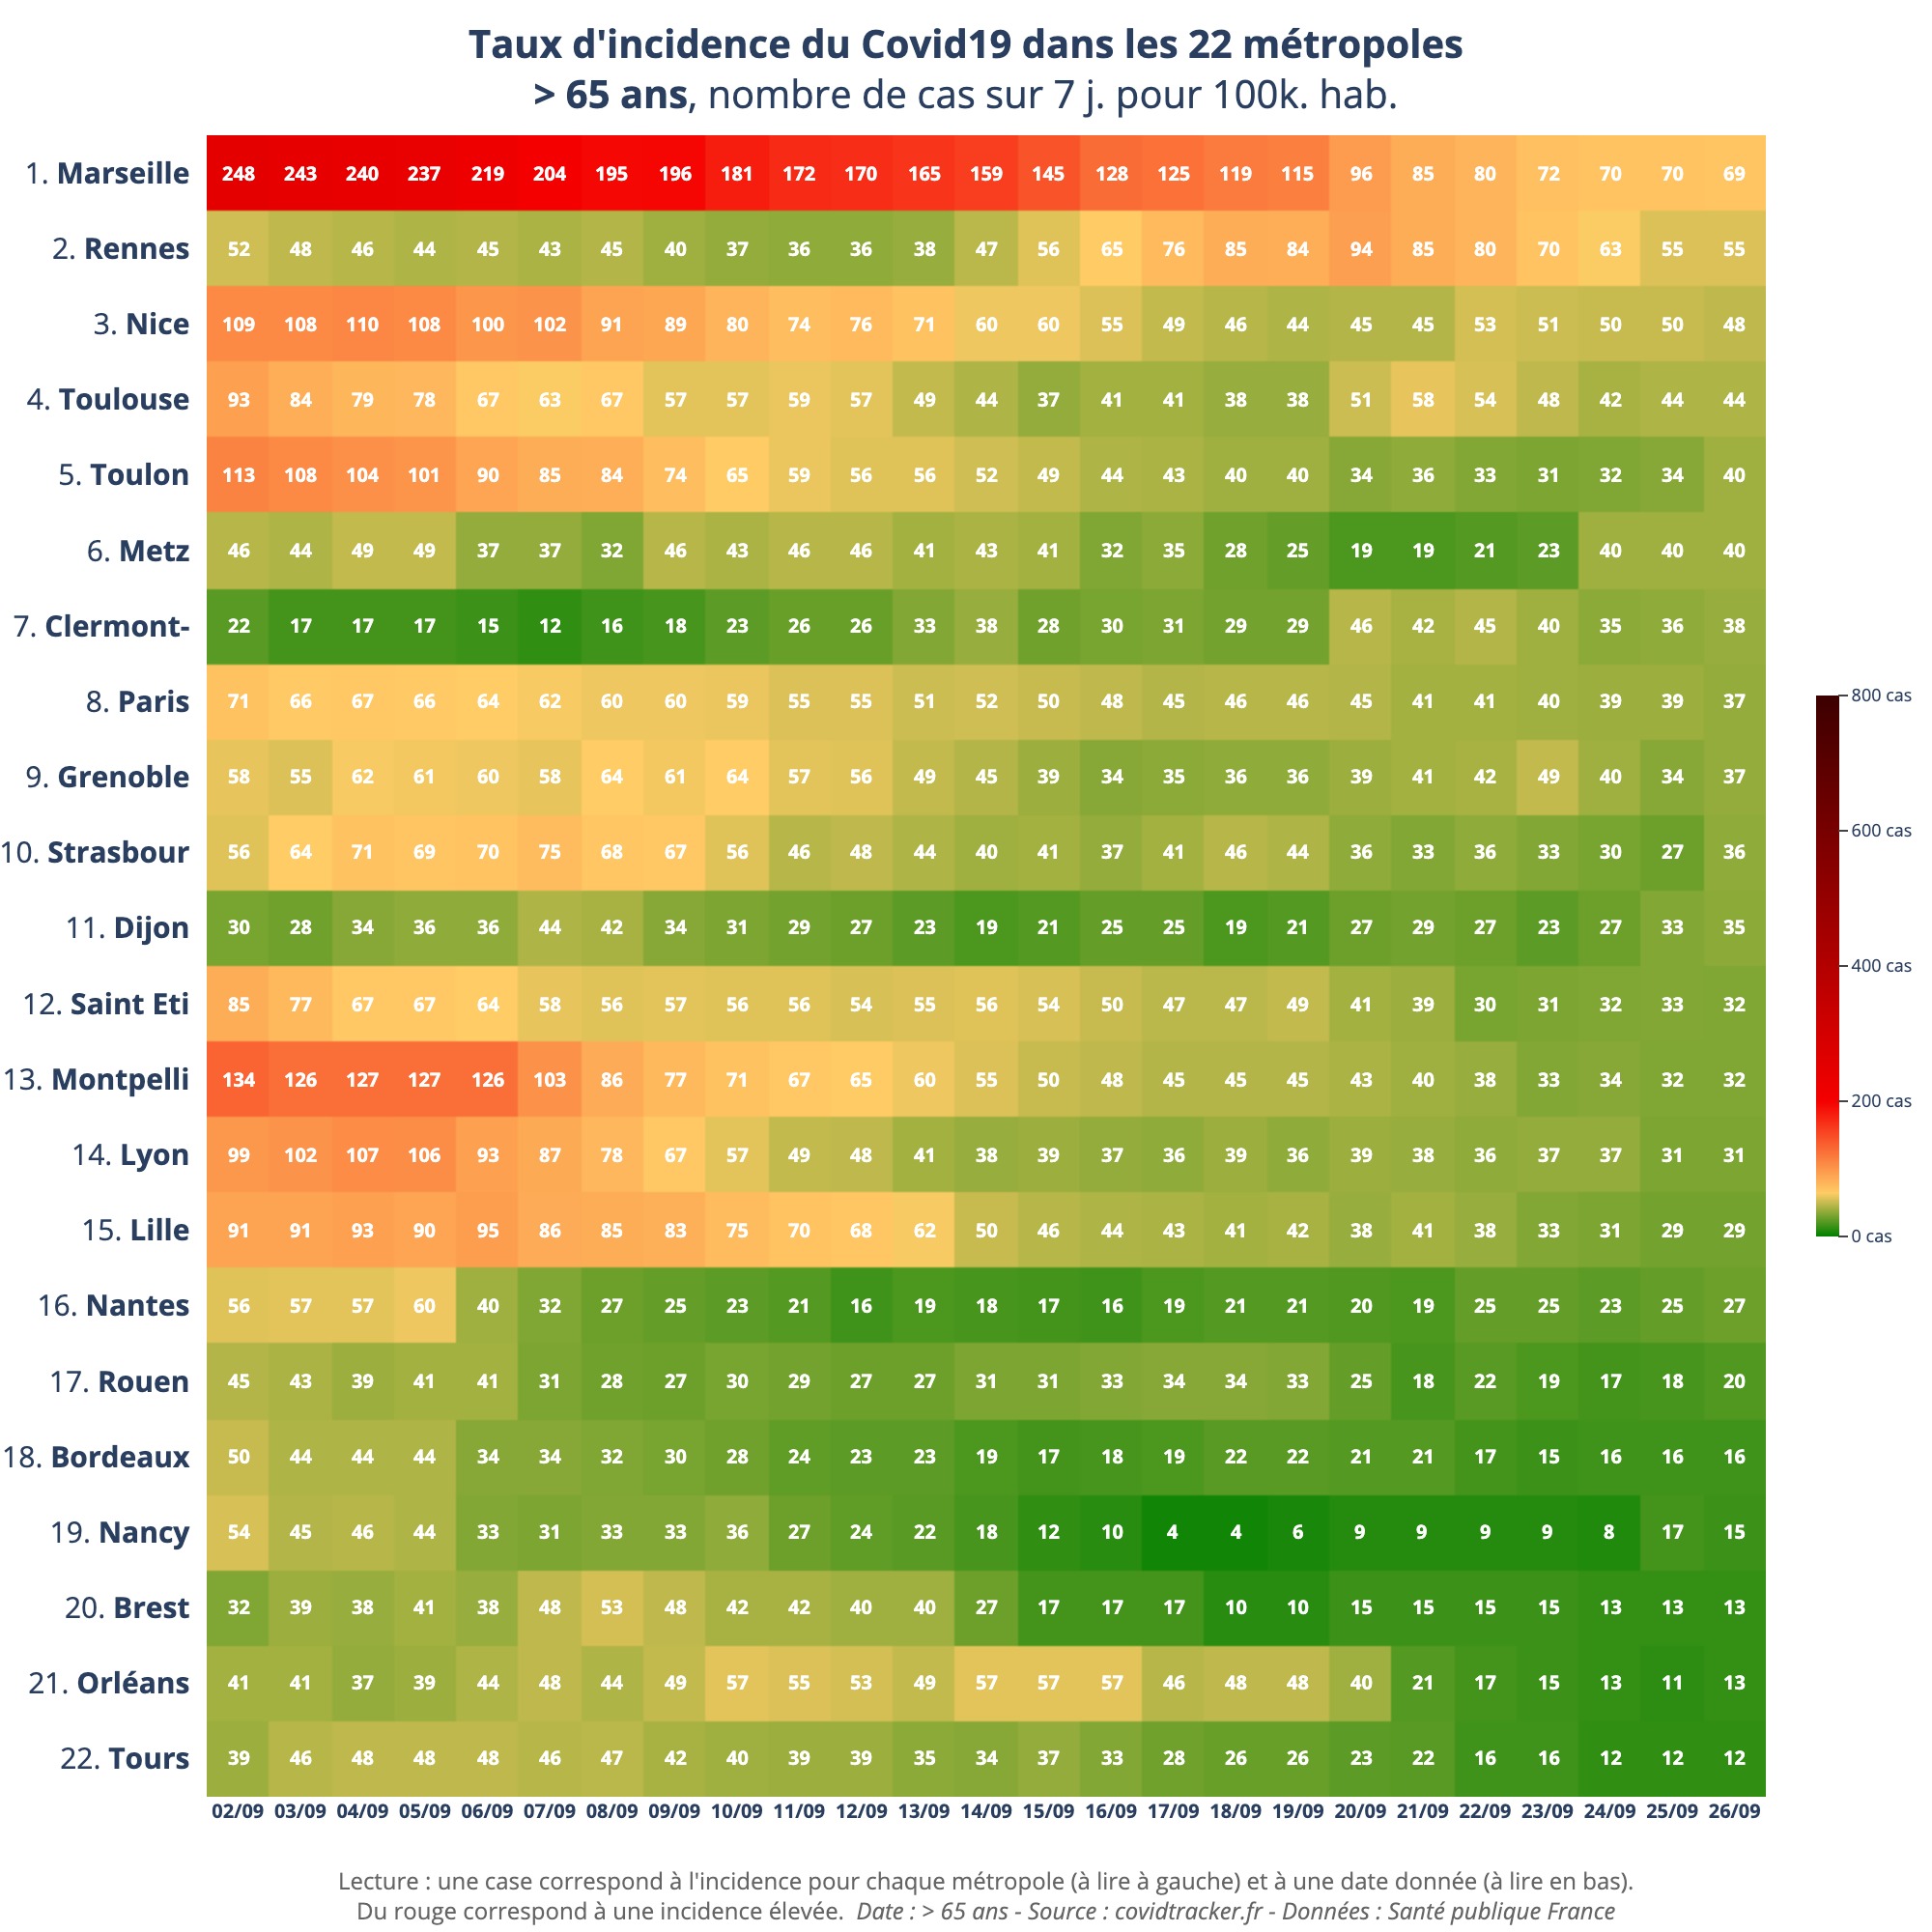 Taux d'incidence du Covid19 dans les 22 métropoles
> 65 ans, nombre de cas sur 7 j. pour 100k. hab.
1. Marseille 248 243 240 237 219 204 195 196 181 172 170 165 159 145 128 125 119 115 96 85 80 72 70 70 69
2. Rennes 52 48 46 44 45 43 45 40 37 36 36 38 47 56 65 76 85 84 94 85 80 70 63 55 55
3. Nice 109 108 110 108 100 102 91 89 80 74 76 71 60 60 55 49 46 44 45 45 53 51 50 50 48
4. Toulouse 93 84 79 78 67 63 67 57 57 59 57 49 44 37 41 41 38 38 51 58 54 48 42 44 44
5. Toulon 113 108 104 101 90 85 84 74 65 59 56 56 52 49 44 43 40 40 34 36 33 31 32 34 40
6. Metz 46 44 49 49 37 37 32 46 43 46 46 41 43 41 32 35 28 25 19 19 21 23 40 40 40
7. Clermont- 22 17 17 17 15 12 16 18 23 26 26 33 38 28 30 31 29 29 46 42 45 40 35 36 38
8. Paris 71 66 67 66 64 62 60 60 59 55 55 51 52 50 48 45 46 46 45 41 41 40 39 39 37
9. Grenoble 58 55 62 61 60 58 64 61 64 57 56 49 45 39 34 35 36 36 39 41 42 49 40 34 37
10. Strasbour 56 64 71 69 70 75 68 67 56 46 48 44 40 41 37 41 46 44 36 33 36 33 30 27 36
11. Dijon 30 28 34 36 36 44 42 34 31 29 27 23 19 21 25 25 19 21 27 29 27 23 27 33 35
12. Saint Eti 85 77 67 67 64 58 56 57 56 56 54 55 56 54 50 47 47 49 41 39 30 31 32 33 32
13. Montpelli 134 126 127 127 126 103 86 77 71 67 65 60 55 50 48 45 45 45 43 40 38 33 34 32 32
14. Lyon 99 102 107 106 93 87 78 67 57 49 48 41 38 39 37 36 39 36 39 38 36 37 37 31 31
15. Lille 91 91 93 90 95 86 85 83 75 70 68 62 50 46 44 43 41 42 38 41 38 33 31 29 29
16. Nantes 56 57 57 60 40 32 27 25 23 21 16 19 18 17 16 19 21 21 20 19 25 25 23 25 27
17. Rouen 45 43 39 41 41 31 28 27 30 29 27 27 31 31 33 34 34 33 25 18 22 19 17 18 20
18. Bordeaux 50 44 44 44 34 34 32 30 28 24 23 23 19 17 18 19 22 22 21 21 17 15 16 16 16
19. Nancy 54 45 46 44 33 31 33 33 36 27 24 22 18 12 10 4 4 6 9 9 9 9 8 17 15
20. Brest 32 39 38 41 38 48 53 48 42 42 40 40 27 17 17 17 10 10 15 15 15 15 13 13 13
21. Orléans 41 41 37 39 44 48 44 49 57 55 53 49 57 57 57 46 48 48 40 21 17 15 13 11 13
22. Tours 39 46 48 48 48 46 47 42 40 39 39 35 34 37 33 28 26 26 23 22 16 16 12 12 12
02/09 03/09 04/09 05/09 06/09 07/09 08/09 09/09 10/09 11/09 12/09 13/09 14/09 15/09 16/09 17/09 18/09 19/09 20/09 21/09 22/09 23/09 24/09 25/09 26/09
800 cas
600 cas
400 cas
200 cas
0 cas
Lecture : une case correspond à l'incidence pour chaque métropole (à lire à gauche) et à une date donnée (à lire en bas).
Du rouge correspond à une incidence élevée. Date : > 65 ans - Source : covidtracker.fr - Données : Santé publique France